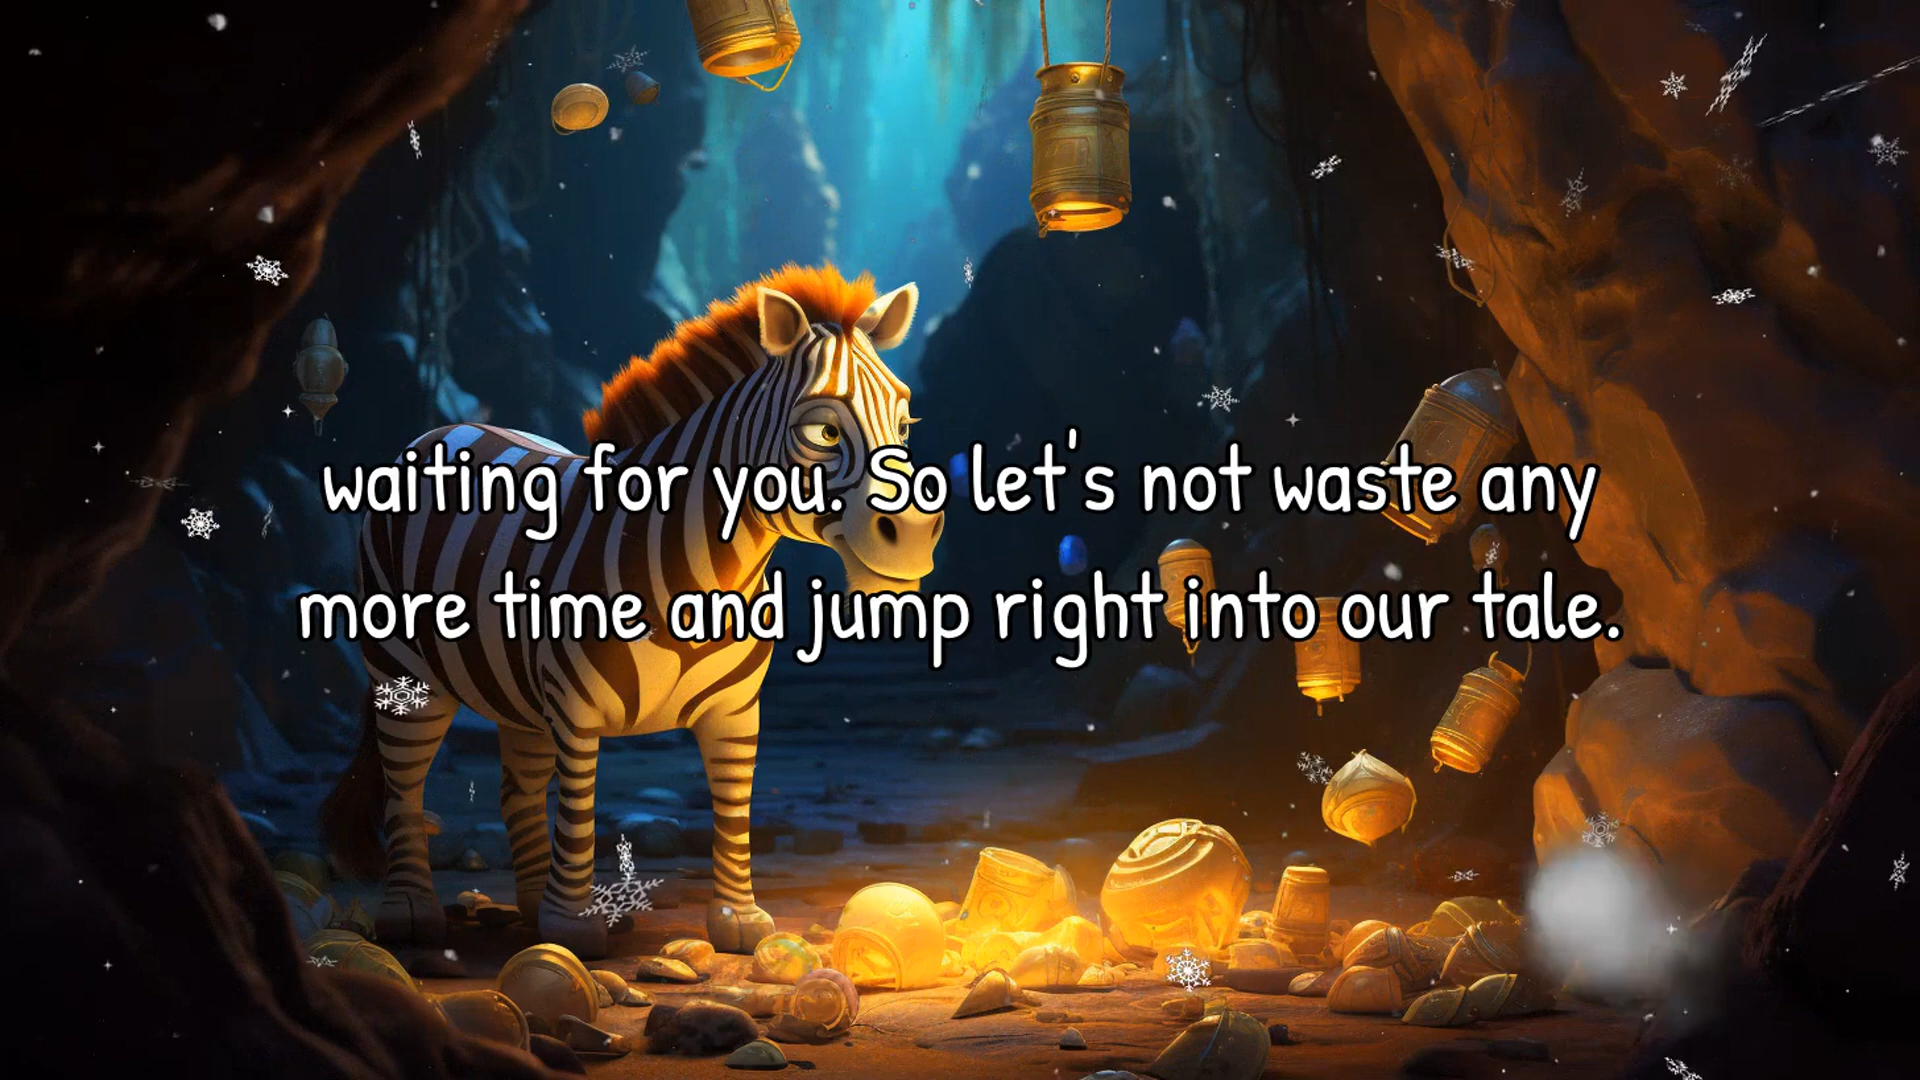 waiting for you. So let's not waste any
more time and jump right into our tale.